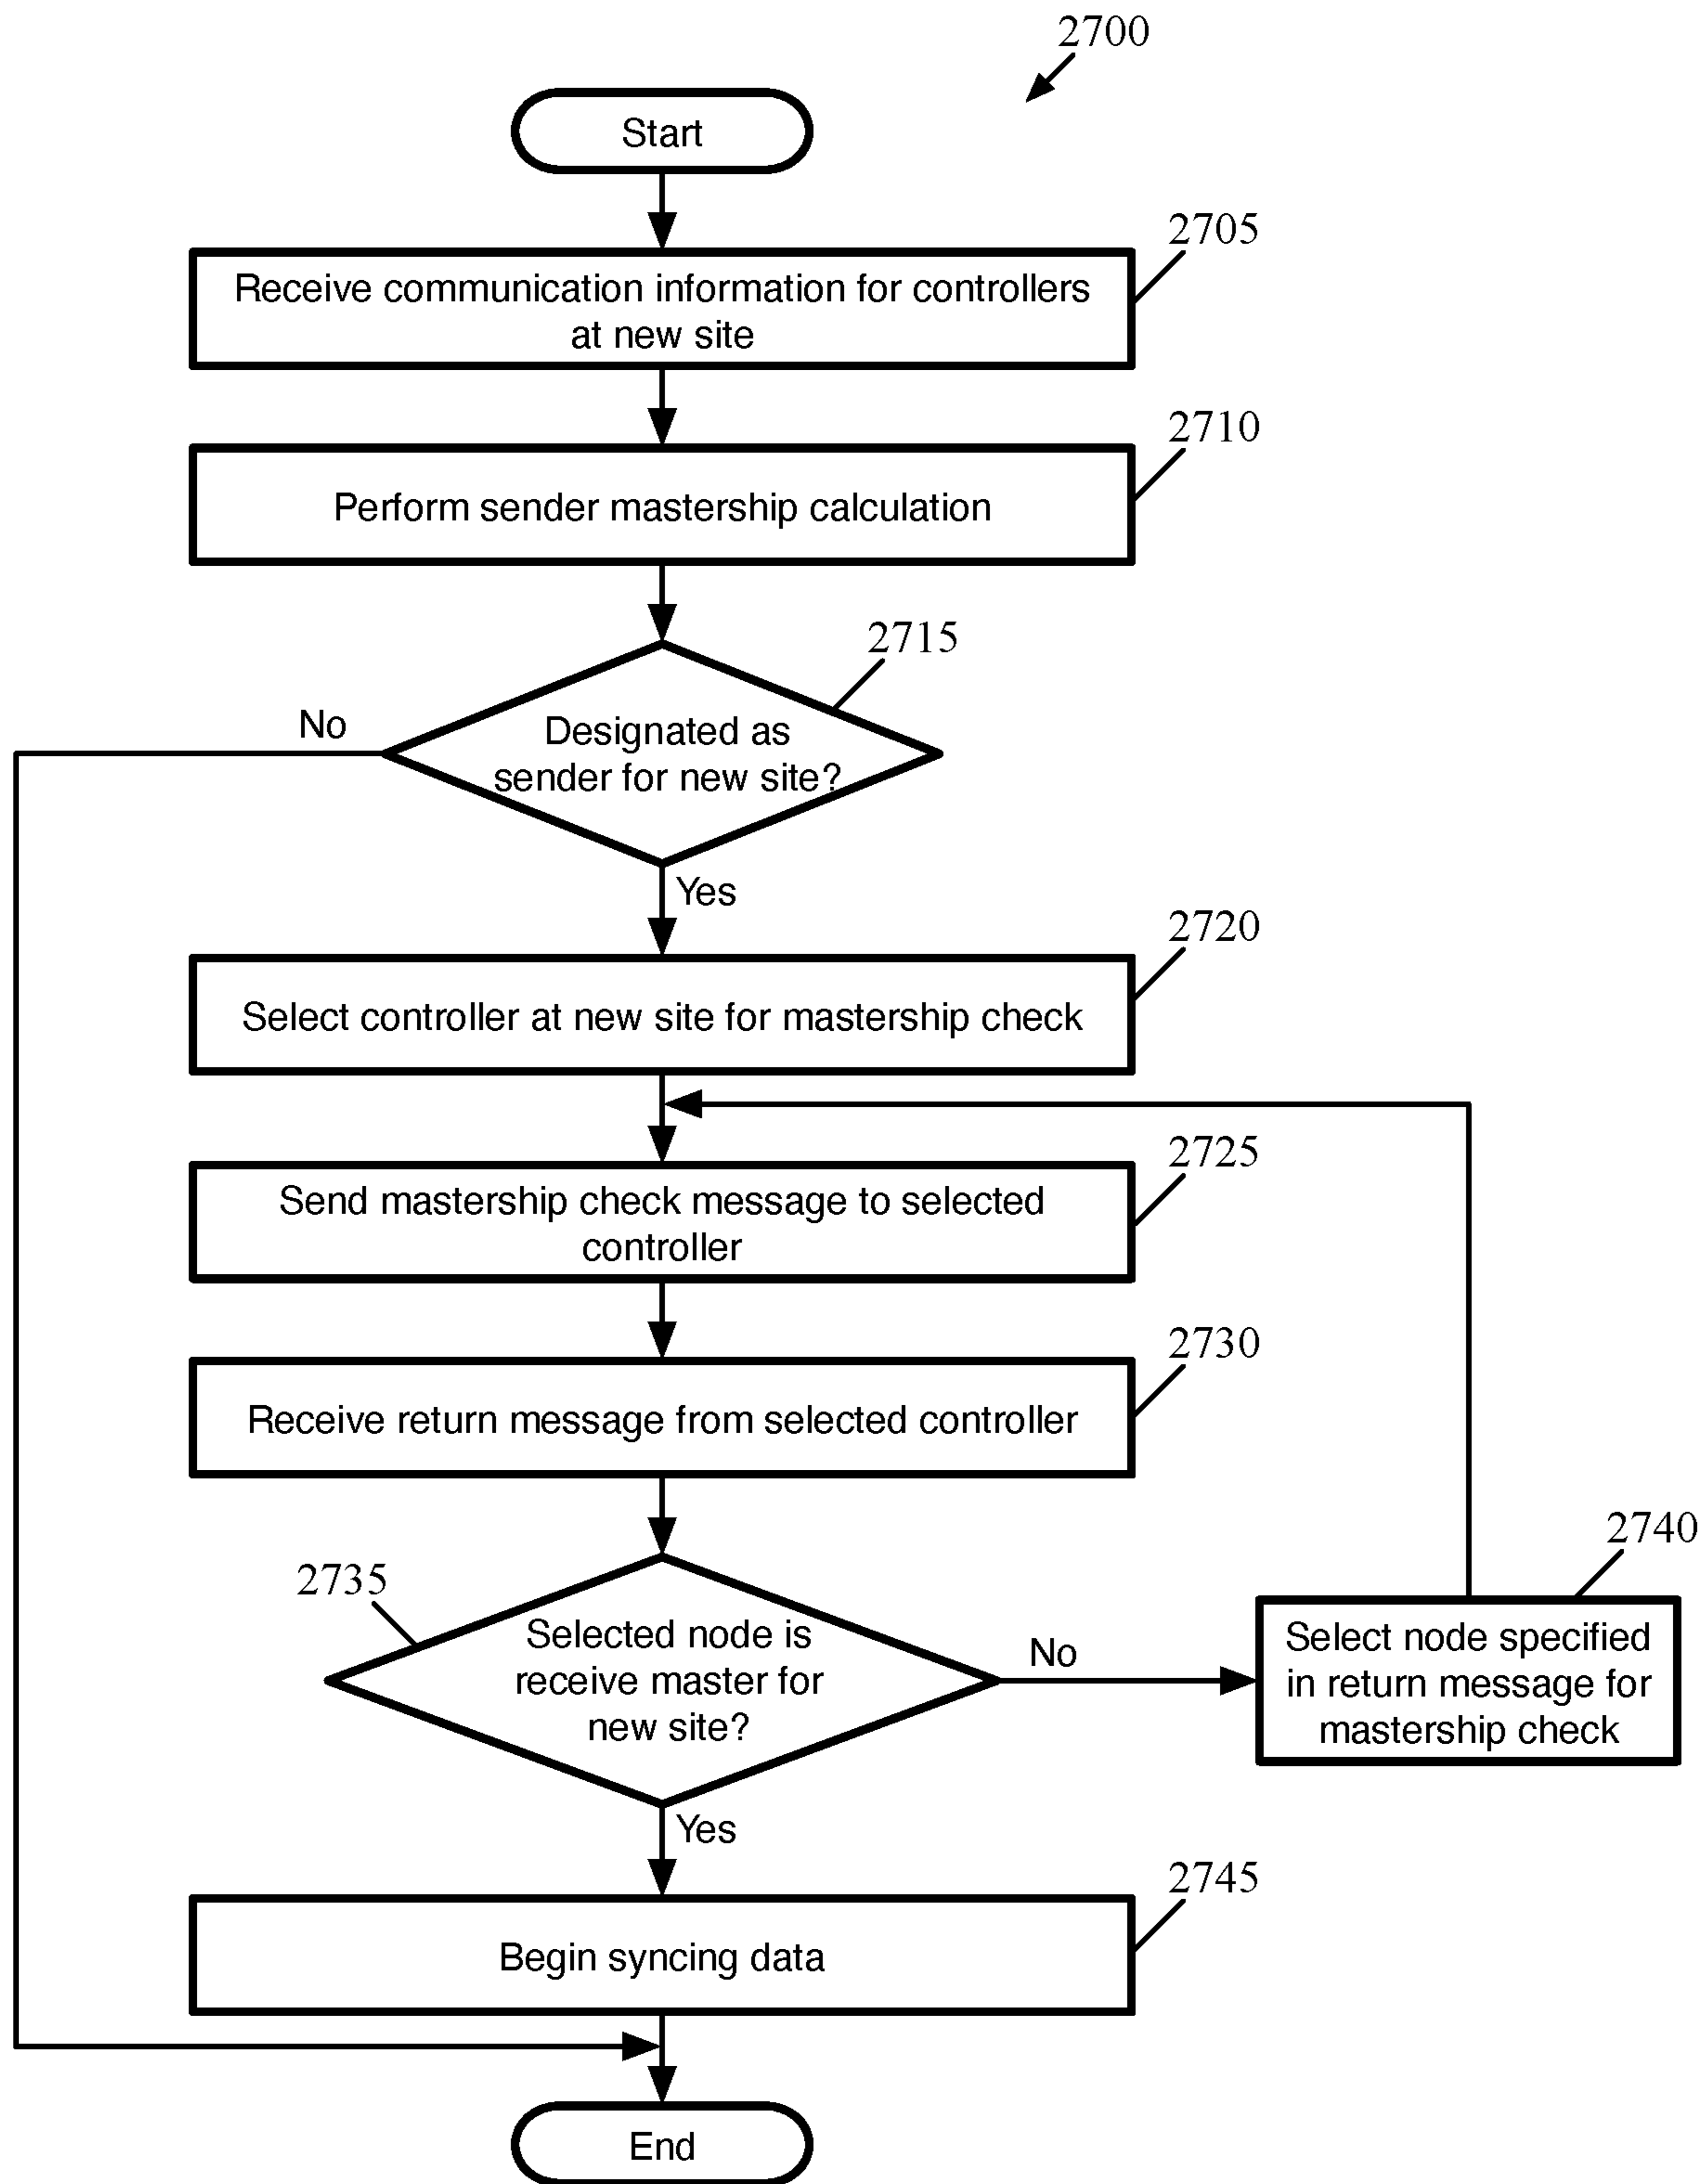 2700
Start
2705
Receive communication information for controllers
at new site
2710
Perform sender mastership calculation
2715
No
Designated as
sender for new site?
Yes
2720
Select controller at new site for mastership check
2725
Send mastership check message to selected
controller
2730
Receive return message from selected controller
2740
2735
Selected node is
receive master for
new site?
No
Select node specified
in return message for
mastership check
Yes
2745
Begin syncing data
End